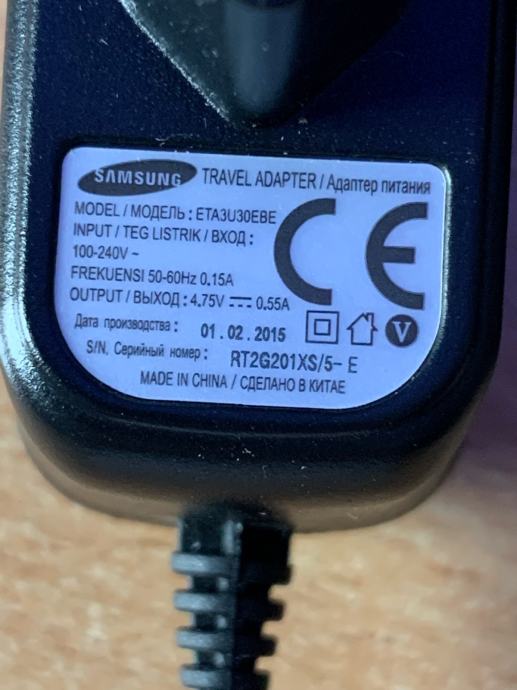 SAMSUNG TRAVEL ADAPTER / Адаптер питания
MODEL / МОДЕЛЬ : ETA3U30EBE
INPUT / TEG LISTRIK / ВХОД :
100-240V ~
FREKUENSI 50-60Hz 0.15A
OUTPUT / ВЫХОД : 4.75V ⎓ 0.55A
CE
Дата производства : 01.02.2015
V
S/N, Серийный номер: RT2G201XS/5- E
MADE IN CHINA / СДЕЛАНО В КИТАЕ